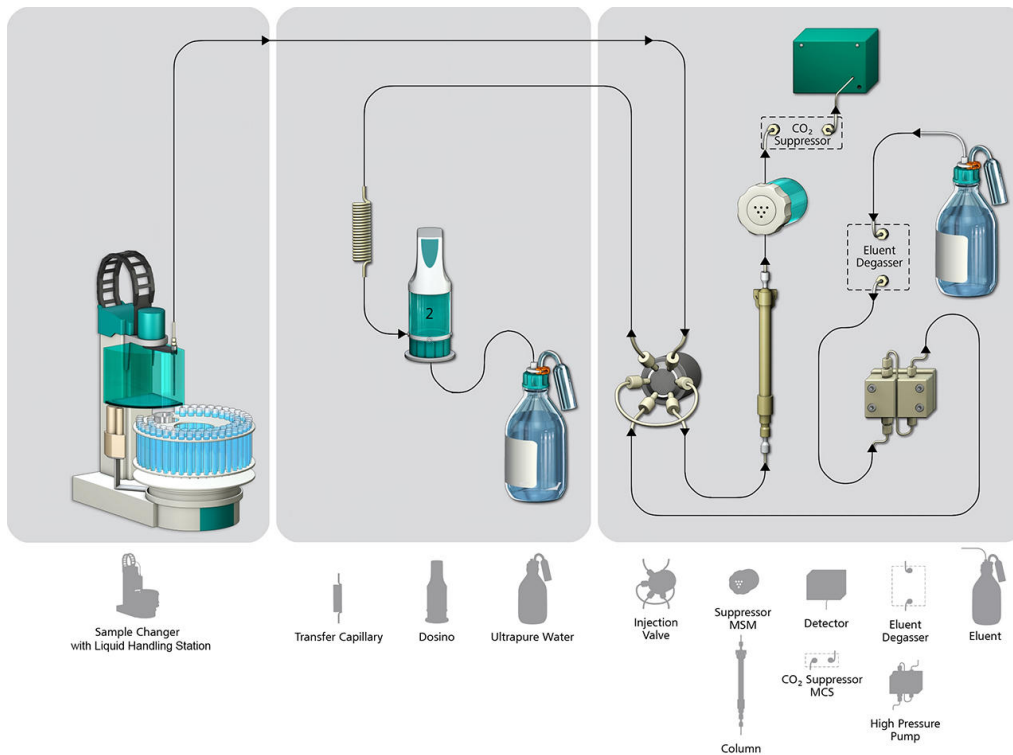 CO₂
Suppressor
Eluent
Degasser
2
Sample Changer
with Liquid Handling Station
Transfer Capillary
Dosino
Ultrapure Water
Injection
Valve
Suppressor
MSM
Detector
Eluent
Degasser
Eluent
CO₂ Suppressor
MCS
High Pressure
Pump
Column